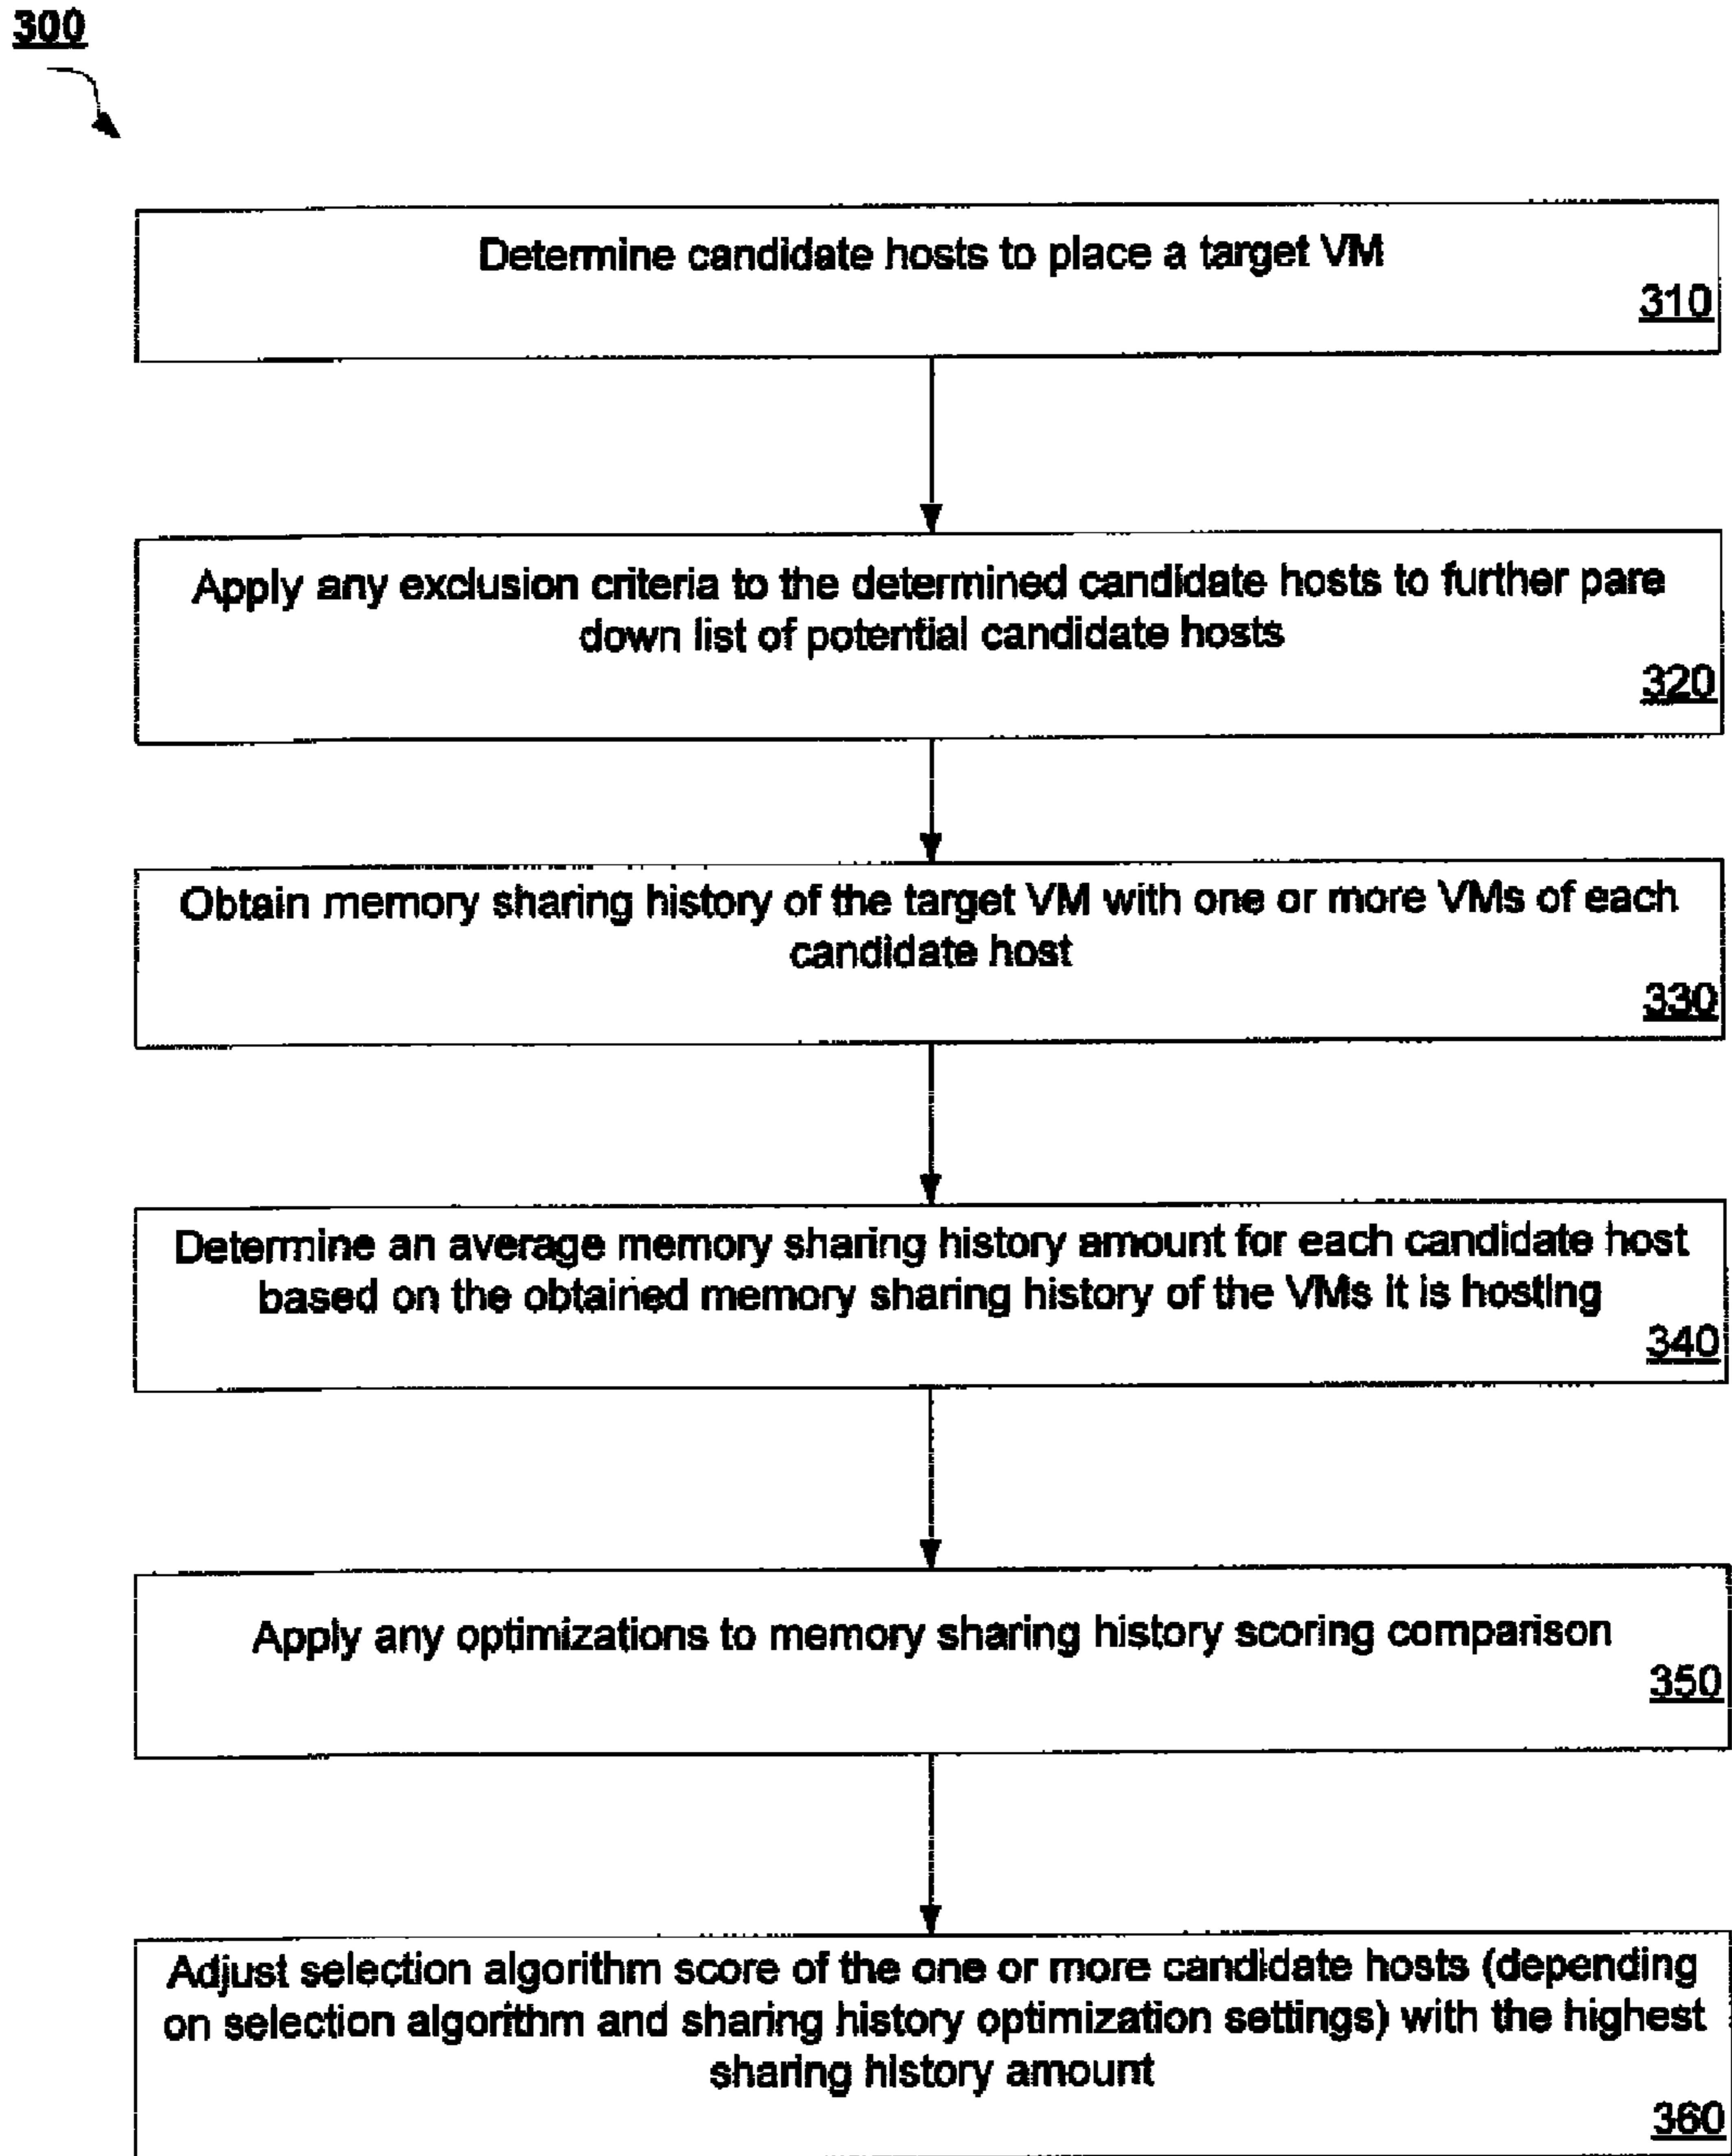 300
Determine candidate hosts to place a target VM
310
Apply any exclusion criteria to the determined candidate hosts to further pare
down list of potential candidate hosts
320
Obtain memory sharing history of the target VM with one or more VMs of each
candidate host
330
Determine an average memory sharing history amount for each candidate host
based on the obtained memory sharing history of the VMs it is hosting
340
Apply any optimizations to memory sharing history scoring comparison
350
Adjust selection algorithm score of the one or more candidate hosts (depending
on selection algorithm and sharing history optimization settings) with the highest
sharing history amount
360